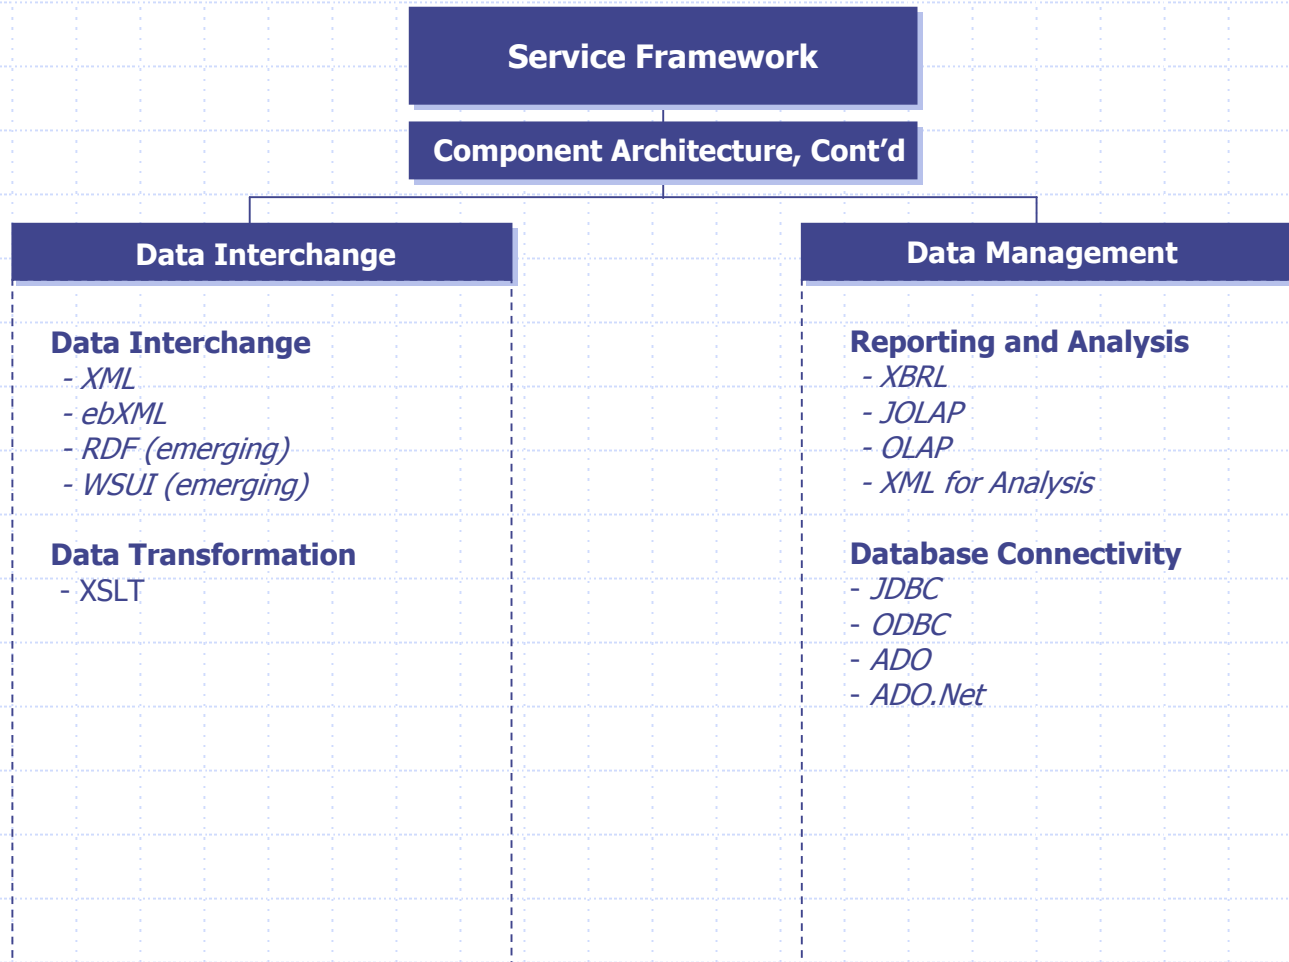 Service Framework
Component Architecture, Cont’d
Data Interchange
Data Interchange
- XML
- ebXML
- RDF (emerging)
- WSUI (emerging)
Data Transformation
- XSLT
Data Management
Reporting and Analysis
- XBRL
- JOLAP
- OLAP
- XML for Analysis
Database Connectivity
- JDBC
- ODBC
- ADO
- ADO.Net